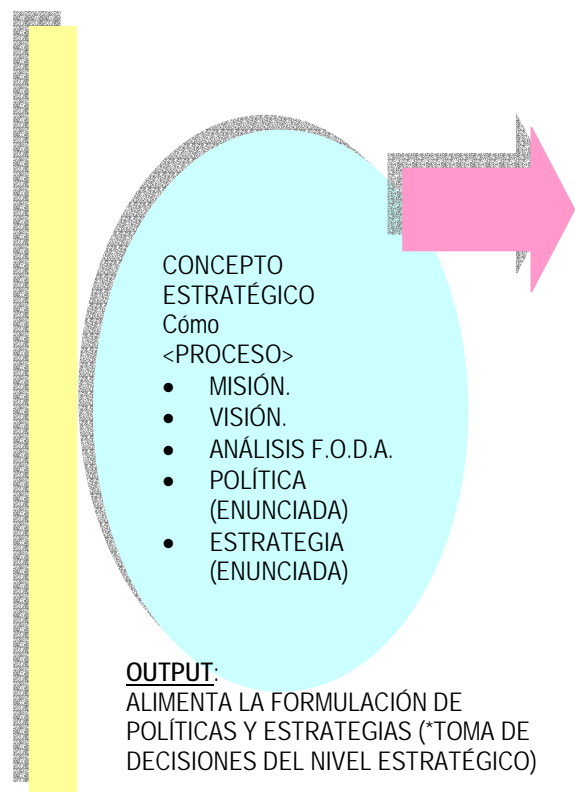 CONCEPTO
ESTRATÉGICO
Cómo
<PROCESO>
• MISIÓN.
• VISIÓN.
• ANÁLISIS F.O.D.A.
• POLÍTICA
(ENUNCIADA)
• ESTRATEGIA
(ENUNCIADA)
OUTPUT:
ALIMENTA LA FORMULACIÓN DE
POLÍTICAS Y ESTRATEGIAS (*TOMA DE
DECISIONES DEL NIVEL ESTRATÉGICO)